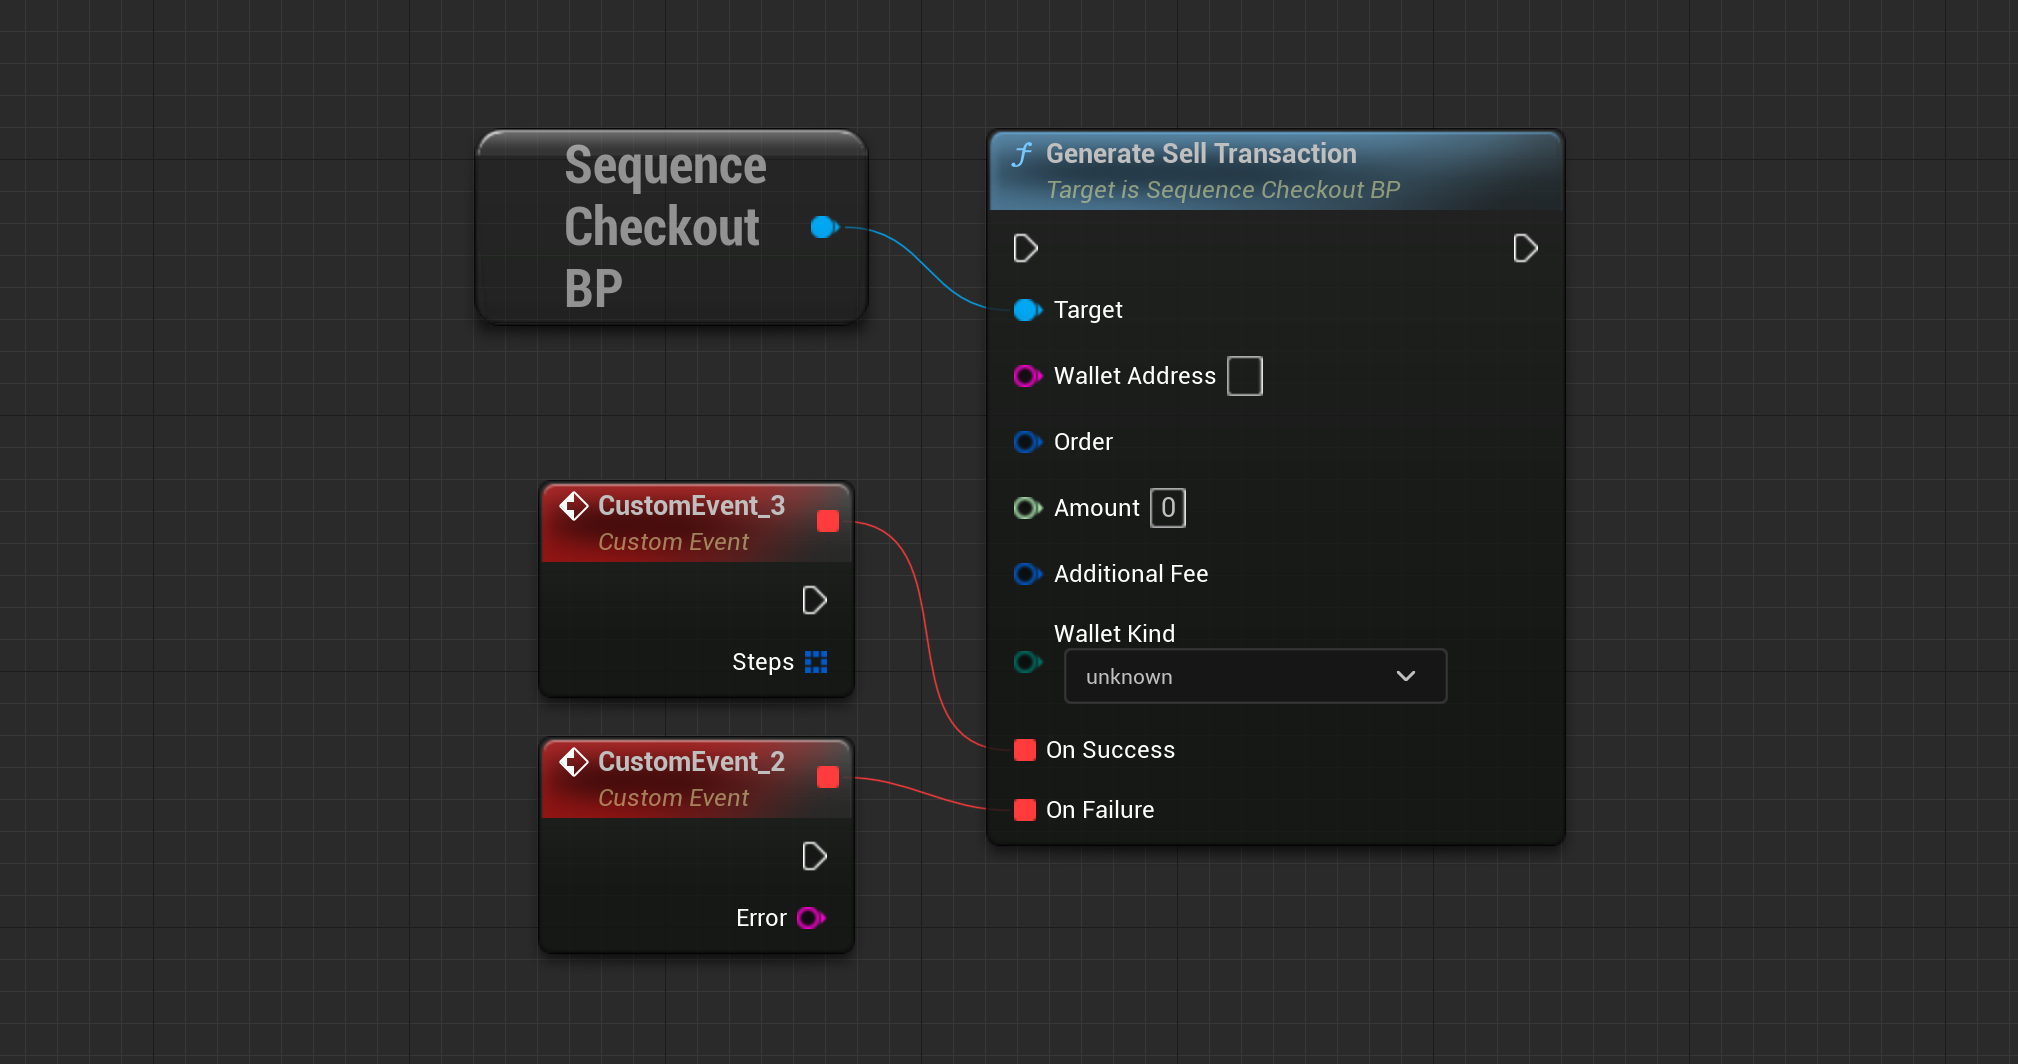 Sequence
Checkout
BP
Generate Sell Transaction
Target is Sequence Checkout BP
Target
Wallet Address
Order
Amount 0
Additional Fee
Wallet Kind
unknown
On Success
On Failure
CustomEvent_3
Custom Event
Steps
CustomEvent_2
Custom Event
Error